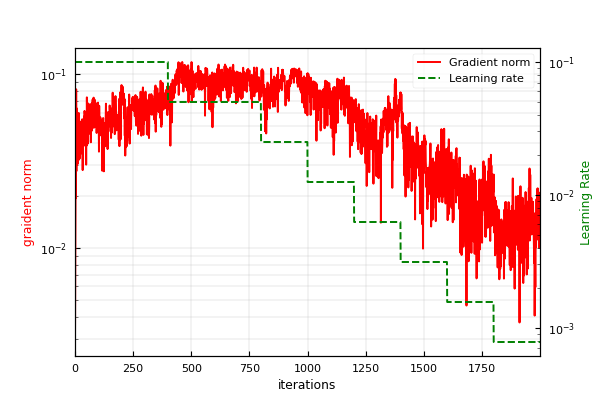 Gradient norm
Learning rate
10⁻¹
10⁻²
graident norm
10⁻¹
10⁻²
10⁻³
Learning Rate
0 250 500 750 1000 1250 1500 1750
iterations